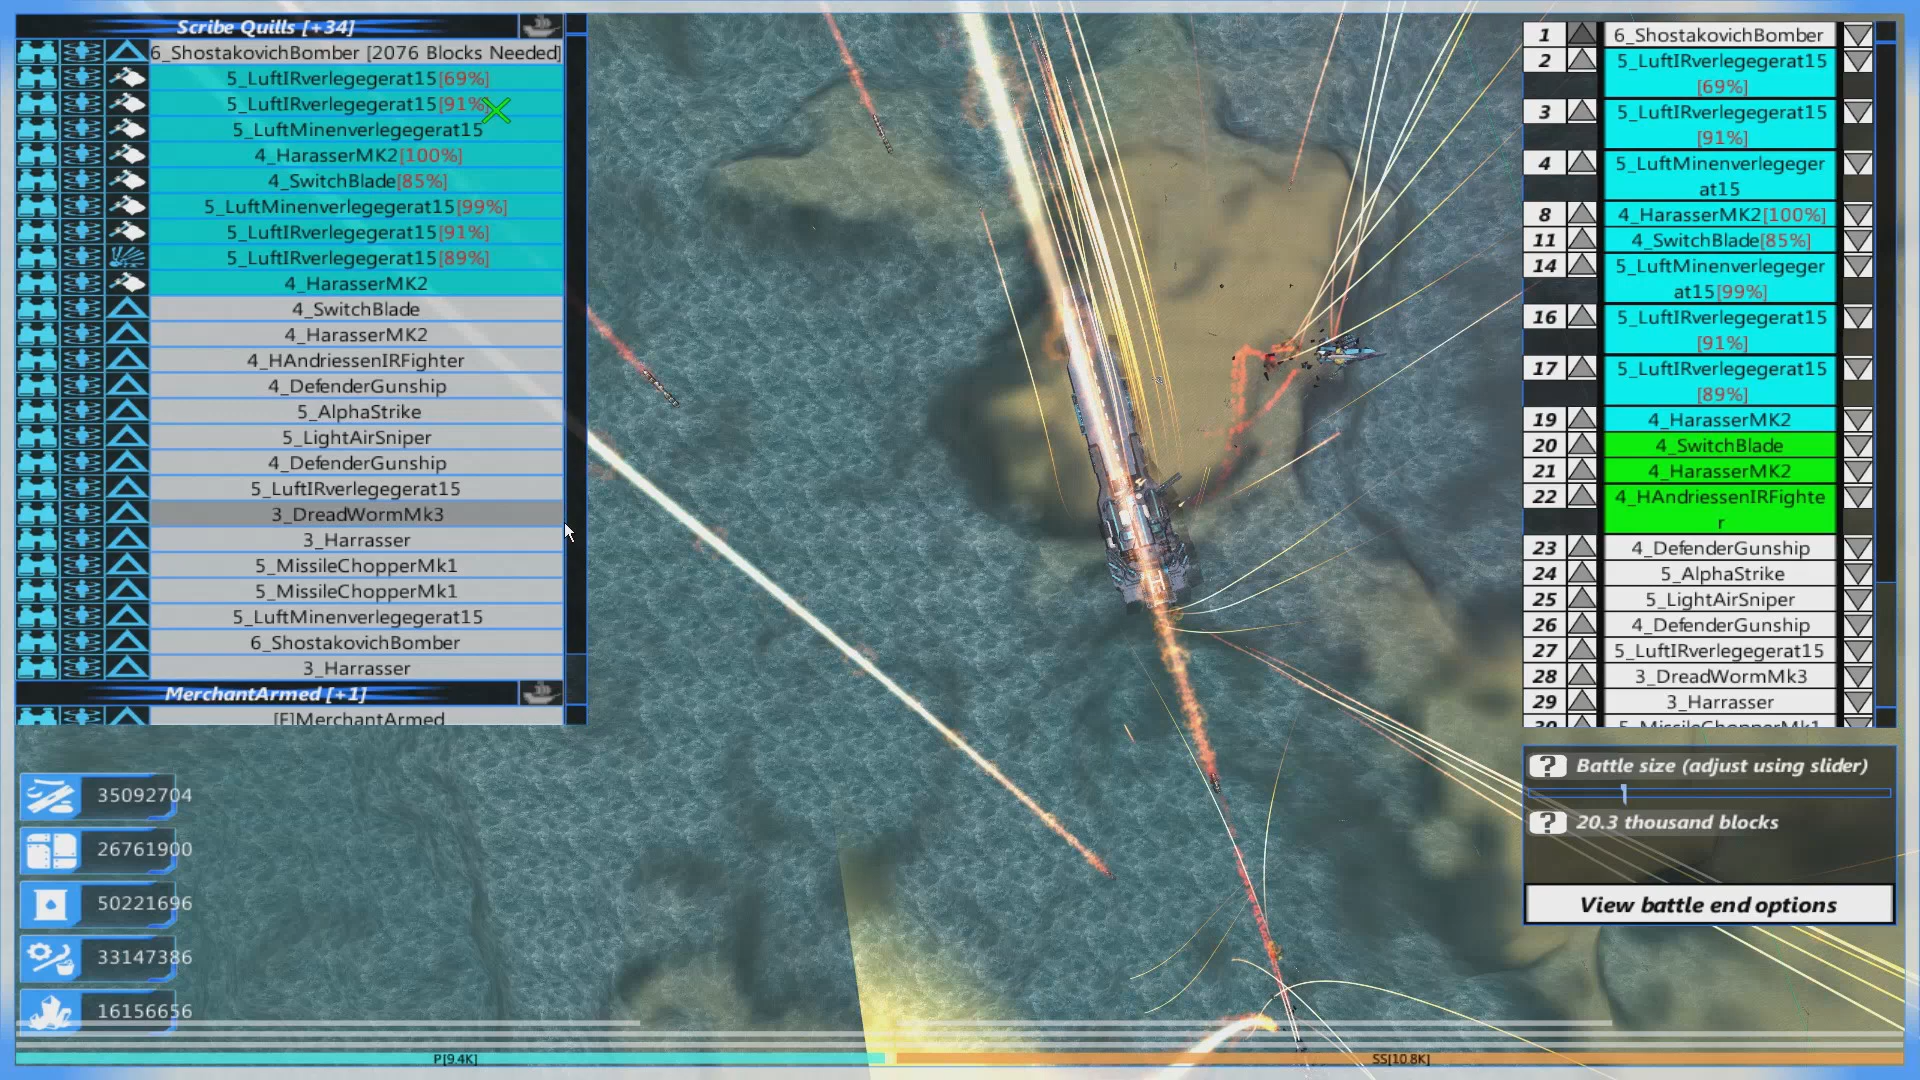 Scribe Quills [+34]
6_ShostakovichBomber [2076 Blocks Needed]
5_LuftIRverlegegerat15[69%]
5_LuftIRverlegegerat15[91%]
5_LuftMinenverlegegerat15
4_HarasserMK2[100%]
4_SwitchBlade[85%]
5_LuftMinenverlegegerat15[99%]
5_LuftIRverlegegerat15[91%]
5_LuftIRverlegegerat15[89%]
4_HarasserMK2
4_SwitchBlade
4_HarasserMK2
4_HAndriessenIRFighter
4_DefenderGunship
5_AlphaStrike
5_LightAirSniper
4_DefenderGunship
5_LuftIRverlegegerat15
3_DreadWormMk3
3_Harrasser
5_MissileChopperMk1
5_MissileChopperMk1
5_LuftMinenverlegegerat15
6_ShostakovichBomber
3_Harrasser
MerchantArmed [+1]
[F]MerchantArmed
35092704
26761900
50221696
33147386
16156656
1 6_ShostakovichBomber
2 5_LuftIRverlegegerat15
[69%]
3 5_LuftIRverlegegerat15
[91%]
4 5_LuftMinenverlegeger
at15
8 4_HarasserMK2[100%]
11 4_SwitchBlade[85%]
14 5_LuftMinenverlegeger
at15[99%]
16 5_LuftIRverlegegerat15
[91%]
17 5_LuftIRverlegegerat15
[89%]
19 4_HarasserMK2
20 4_SwitchBlade
21 4_HarasserMK2
22 4_HAndriessenIRFighte
r
23 4_DefenderGunship
24 5_AlphaStrike
25 5_LightAirSniper
26 4_DefenderGunship
27 5_LuftIRverlegegerat15
28 3_DreadWormMk3
29 3_Harrasser
30 5_MissileChopperMk1
? Battle size (adjust using slider)
? 20.3 thousand blocks
View battle end options
P[9.4K]
SS[10.8K]